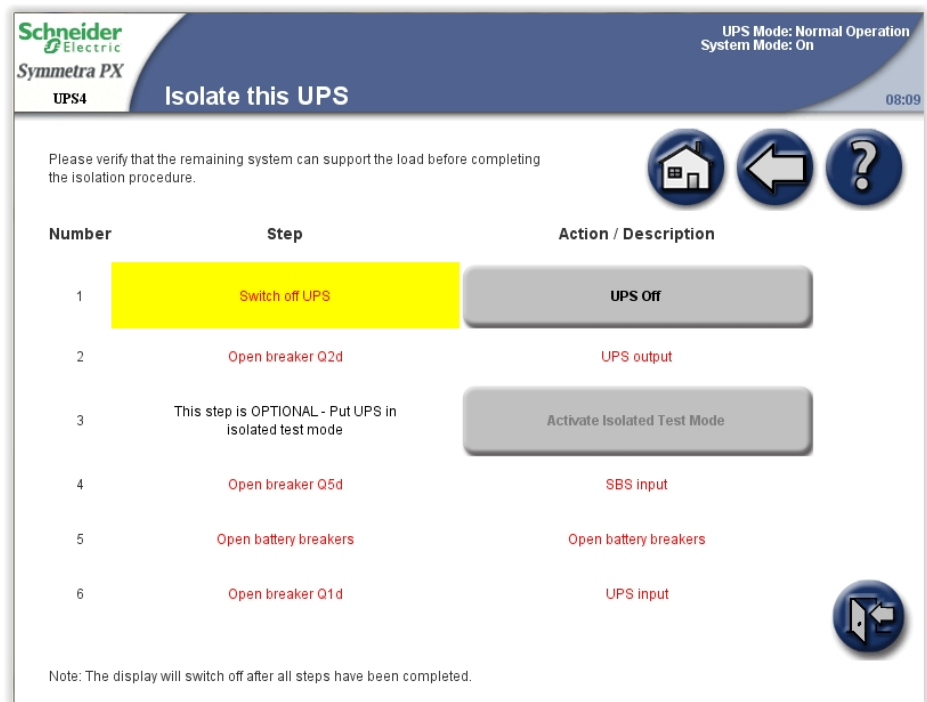 Schneider
Electric
Symmetra PX
UPS4
Isolate this UPS
UPS Mode: Normal Operation
System Mode: On
08:09
Please verify that the remaining system can support the load before completing
the isolation procedure.
?
Number Step Action / Description
1 Switch off UPS UPS Off
2 Open breaker Q2d UPS output
3 This step is OPTIONAL - Put UPS in
isolated test mode Activate Isolated Test Mode
4 Open breaker Q5d SBS input
5 Open battery breakers Open battery breakers
6 Open breaker Q1d UPS input
Note: The display will switch off after all steps have been completed.